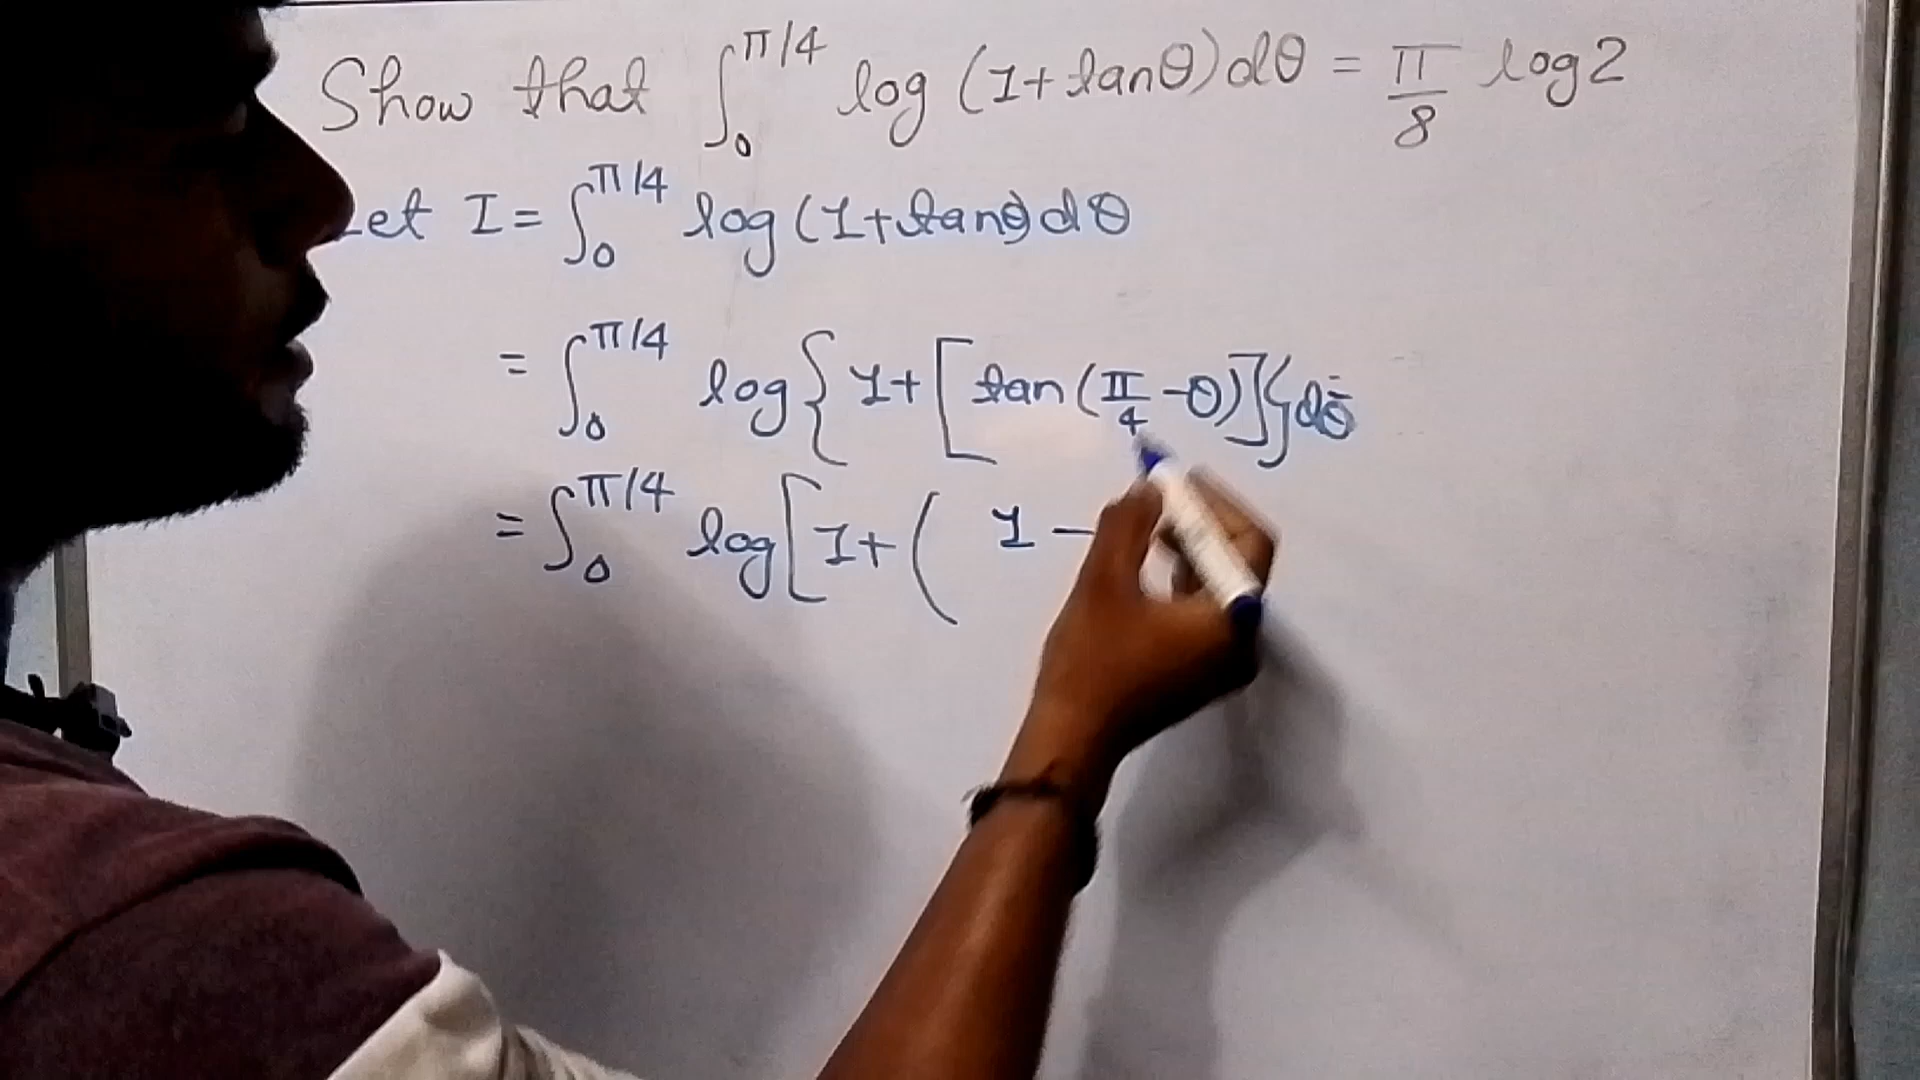 Show that ∫₀^π/4 log (1+tanθ)dθ = π/8 log2
Let I = ∫₀^π/4 log(1+tanθ)dθ
= ∫₀^π/4 log{1+[tan(π/4-θ)]}dθ
= ∫₀^π/4 log[1+( 1 -